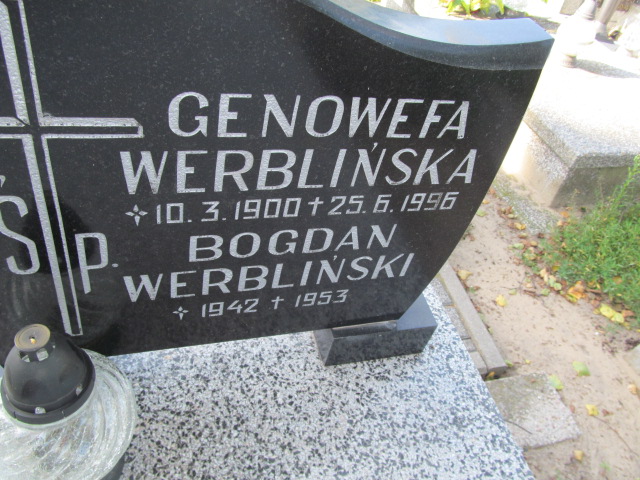 GENOWEFA
WERBLIŃSKA
10.3.1900 † 25.6.1996
BOGDAN
WERBLIŃSKI
1942 † 1953
Ś P.